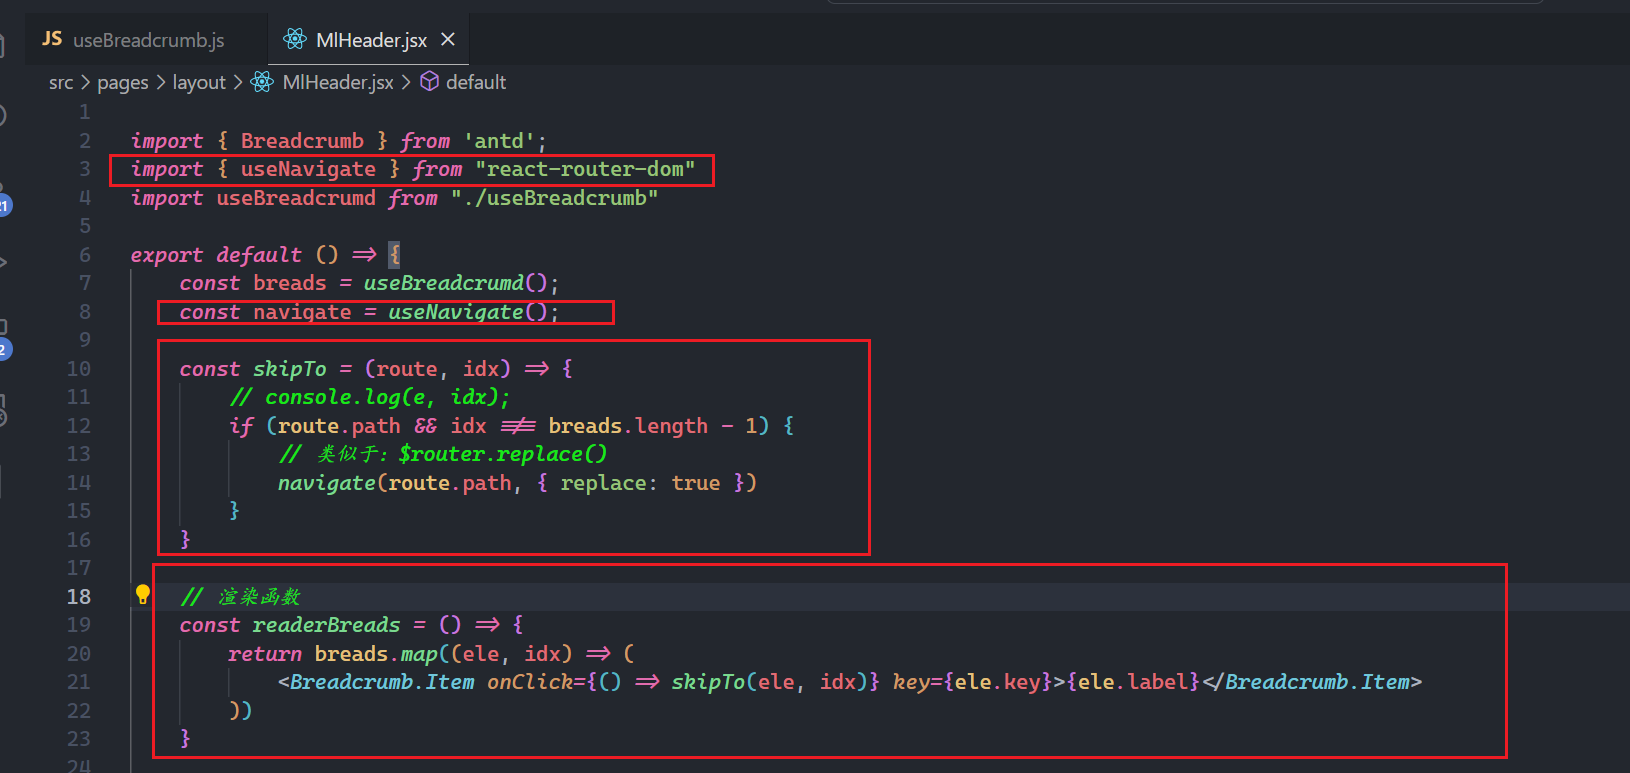 JS useBreadcrumb.js MlHeader.jsx
src > pages > layout > MlHeader.jsx > default
1
2 import { Breadcrumb } from 'antd';
3 import { useNavigate } from "react-router-dom"
4 import useBreadcrumd from "./useBreadcrumb"
5
6 export default () => {
7 const breads = useBreadcrumd();
8 const navigate = useNavigate();
9
10 const skipTo = (route, idx) => {
11 // console.log(e, idx);
12 if (route.path && idx !== breads.length - 1) {
13 // 类似于：$router.replace()
14 navigate(route.path, { replace: true })
15 }
16 }
17
18 // 渲染函数
19 const readerBreads = () => {
20 return breads.map((ele, idx) => (
21 <Breadcrumb.Item onClick={() => skipTo(ele, idx)} key={ele.key}>{ele.label}</Breadcrumb.Item>
22 ))
23 }
24